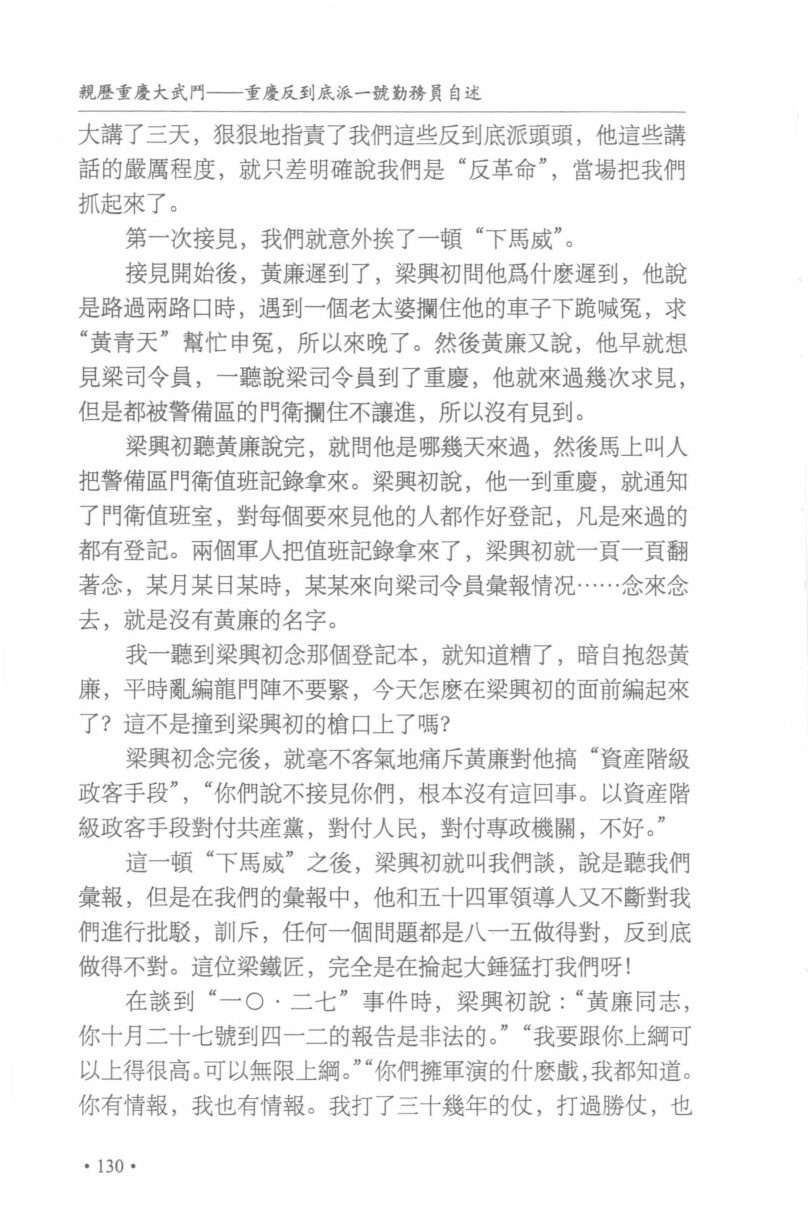 親歷重慶大武鬥——重慶反到底派一號勤務員自述
大講了三天，狠狠地指責了我們這些反到底派頭頭，他這些講
話的嚴厲程度，就只差明確說我們是“反革命”，當場把我們
抓起來了。
第一次接見，我們就意外挨了一頓“下馬威”。
接見開始後，黃廉遲到了，梁興初問他爲什麽遲到，他說
是路過兩路口時，遇到一個老太婆攔住他的車子下跪喊冤，求
“黃青天”幫忙申冤，所以來晚了。然後黃廉又說，他早就想
見梁司令員，一聽說梁司令員到了重慶，他就來過幾次求見，
但是都被警備區的門衛攔住不讓進，所以沒有見到。
梁興初聽黃廉說完，就問他是哪幾天來過，然後馬上叫人
把警備區門衛值班記錄拿來。梁興初說，他一到重慶，就通知
了門衛值班室，對每個要來見他的人都作好登記，凡是來過的
都有登記。兩個軍人把值班記錄拿來了，梁興初就一頁一頁翻
著念，某月某日某時，某某來向梁司令員彙報情況……念來念
去，就是沒有黃廉的名字。
我一聽到梁興初念那個登記本，就知道糟了，暗自抱怨黃
廉，平時亂編龍門陣不要緊，今天怎麽在梁興初的面前編起來
了？這不是撞到梁興初的槍口上了嗎？
梁興初念完後，就毫不客氣地痛斥黃廉對他搞“資産階級
政客手段”，“你們說不接見你們，根本沒有這回事。以資産階
級政客手段對付共産黨，對付人民，對付專政機關，不好。”
這一頓“下馬威”之後，梁興初就叫我們談，說是聽我們
彙報，但是在我們的彙報中，他和五十四軍領導人又不斷對我
們進行批駁，訓斥，任何一個問題都是八一五做得對，反到底
做得不對。這位梁鐵匠，完全是在掄起大錘猛打我們呀！
在談到“一〇·二七”事件時，梁興初說：“黃廉同志，
你十月二十七號到四一二的報告是非法的。”“我要跟你上綱可
以上得很高。可以無限上綱。”“你們擁軍演的什麽戲，我都知道。
你有情報，我也有情報。我打了三十幾年的仗，打過勝仗，也
·130·